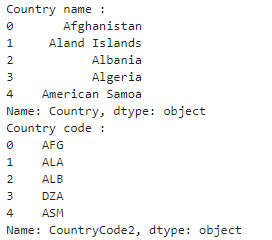 Country name :
0       Afghanistan
1     Aland Islands
2           Albania
3           Algeria
4    American Samoa
Name: Country, dtype: object
Country code :
0    AFG
1    ALA
2    ALB
3    DZA
4    ASM
Name: CountryCode2, dtype: object